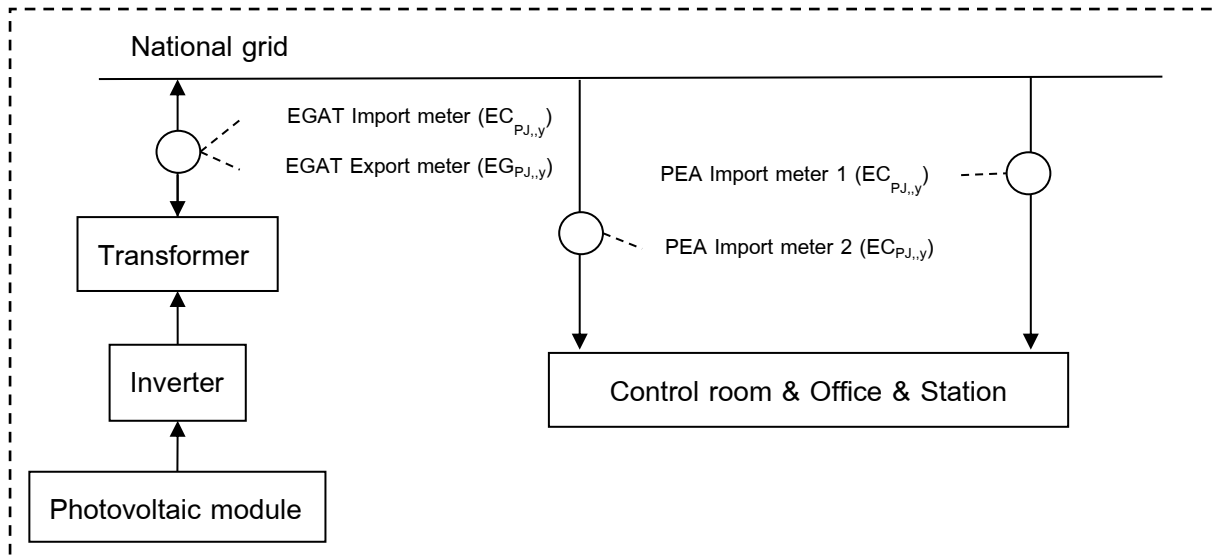 National grid
EGAT Import meter (EC_PJ,,y)
EGAT Export meter (EG_PJ,,y)
PEA Import meter 1 (EC_PJ,,y)
PEA Import meter 2 (EC_PJ,,y)
Transformer
Inverter
Control room & Office & Station
Photovoltaic module